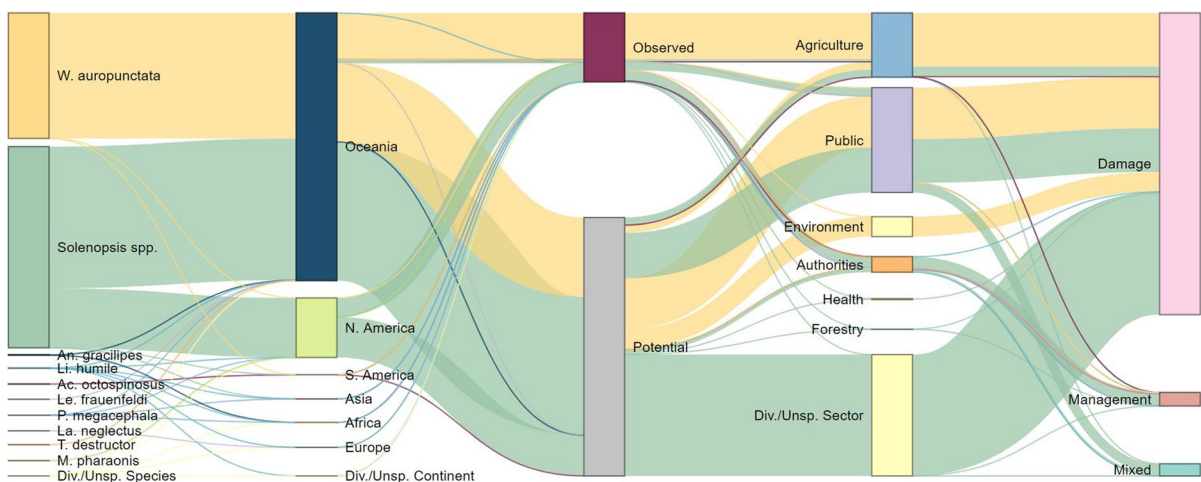 W. auropunctata
Solenopsis spp.
An. gracilipes
Li. humile
Ac. octospinosus
Le. frauenfeldi
P. megacephala
La. neglectus
T. destructor
M. pharaonis
Div./Unsp. Species
Oceania
N. America
S. America
Asia
Africa
Europe
Div./Unsp. Continent
Observed
Potential
Agriculture
Public
Environment
Authorities
Health
Forestry
Div./Unsp. Sector
Damage
Management
Mixed